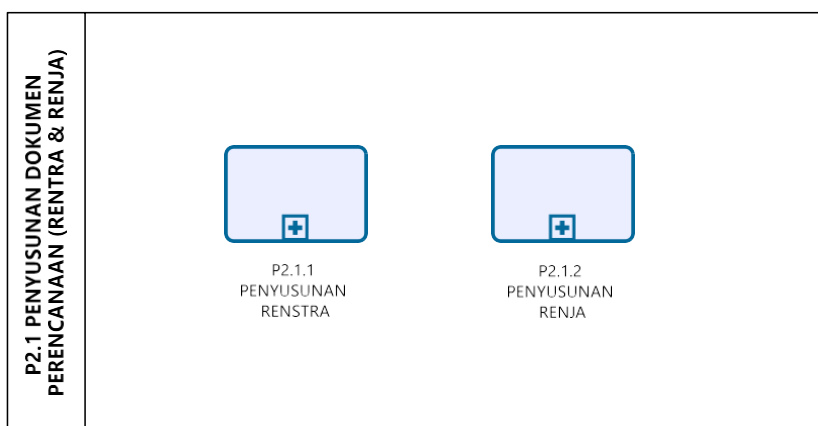 P2.1 PENYUSUNAN DOKUMEN
PERENCANAAN (RENTRA & RENJA)
P2.1.1
PENYUSUNAN
RENSTRA
P2.1.2
PENYUSUNAN
RENJA